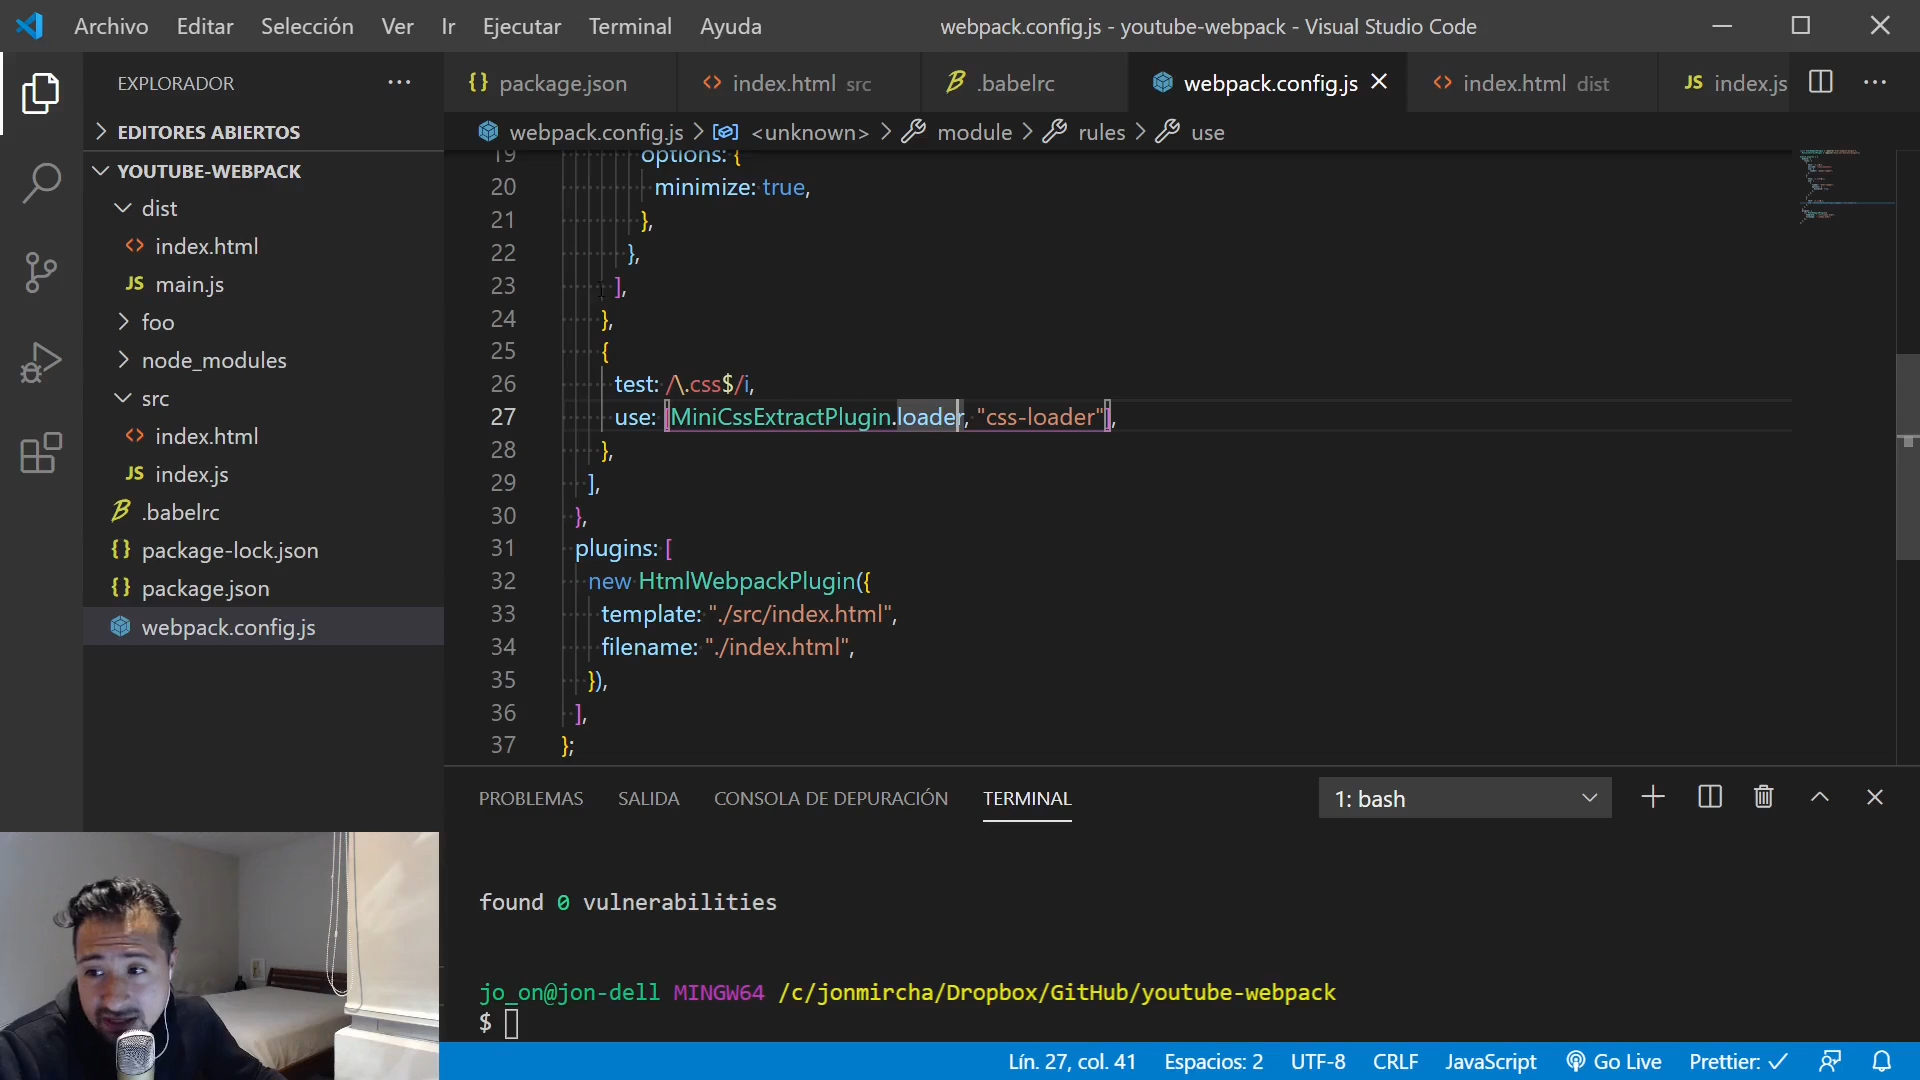 Archivo Editar Selección Ver Ir Ejecutar Terminal Ayuda
webpack.config.js - youtube-webpack - Visual Studio Code
EXPLORADOR
EDITORES ABIERTOS
YOUTUBE-WEBPACK
dist
index.html
JS main.js
foo
node_modules
src
index.html
JS index.js
.babelrc
{} package-lock.json
{} package.json
webpack.config.js
{} package.json
index.html src
.babelrc
webpack.config.js
index.html dist
JS index.js
webpack.config.js > <unknown> > module > rules > use
19 options: {
20 minimize: true,
21 },
22 },
23 ],
24 },
25 {
26 test: /\.css$/i,
27 use: [MiniCssExtractPlugin.loader, "css-loader"],
28 },
29 ],
30 },
31 plugins: [
32 new HtmlWebpackPlugin({
33 template: "./src/index.html",
34 filename: "./index.html",
35 }),
36 ],
37 };
PROBLEMAS SALIDA CONSOLA DE DEPURACIÓN TERMINAL
1: bash
found 0 vulnerabilities
jo_on@jon-dell MINGW64 /c/jonmircha/Dropbox/GitHub/youtube-webpack
$
Lín. 27, col. 41 Espacios: 2 UTF-8 CRLF JavaScript Go Live Prettier: ✓